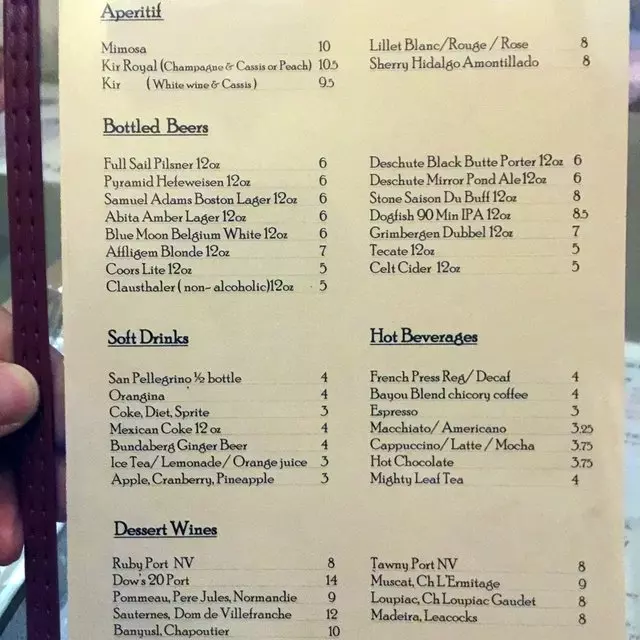 Aperitif
Mimosa 10
Kir Royal (Champagne & Cassis or Peach) 10.5
Kir (White wine & Cassis) 9.5
Lillet Blanc/Rouge / Rose 8
Sherry Hidalgo Amontillado 8
Bottled Beers
Full Sail Pilsner 12oz 6
Pyramid Hefeweisen 12oz 6
Samuel Adams Boston Lager 12oz 6
Abita Amber Lager 12oz 6
Blue Moon Belgium White 12oz 6
Affligem Blonde 12oz 7
Coors Lite 12oz 5
Clausthaler ( non- alcoholic)12oz 5
Deschute Black Butte Porter 12oz 6
Deschute Mirror Pond Ale 12oz 6
Stone Saison Du Buff 12oz 8
Dogfish 90 Min IPA 12oz 8.5
Grimbergen Dubbel 12oz 7
Tecate 12oz 5
Celt Cider 12oz 5
Soft Drinks
San Pellegrino ½ bottle 4
Orangina 4
Coke, Diet, Sprite 3
Mexican Coke 12 oz 4
Bundaberg Ginger Beer 4
Ice Tea/ Lemonade/ Orange juice 3
Apple, Cranberry, Pineapple 3
Hot Beverages
French Press Reg/ Decaf 4
Bayou Blend chicory coffee 4
Espresso 3
Macchiato/ Americano 3.25
Cappuccino/ Latte / Mocha 3.75
Hot Chocolate 3.75
Mighty Leaf Tea 4
Dessert Wines
Ruby Port NV 8
Dow's 20 Port 14
Pommeau, Pere Jules, Normandie 9
Sauternes, Dom de Villefranche 12
Banyusl, Chapoutier 10
Tawny Port NV 8
Muscat, Ch L'Ermitage 9
Loupiac, Ch Loupiac Gaudet 8
Madeira, Leacocks 8